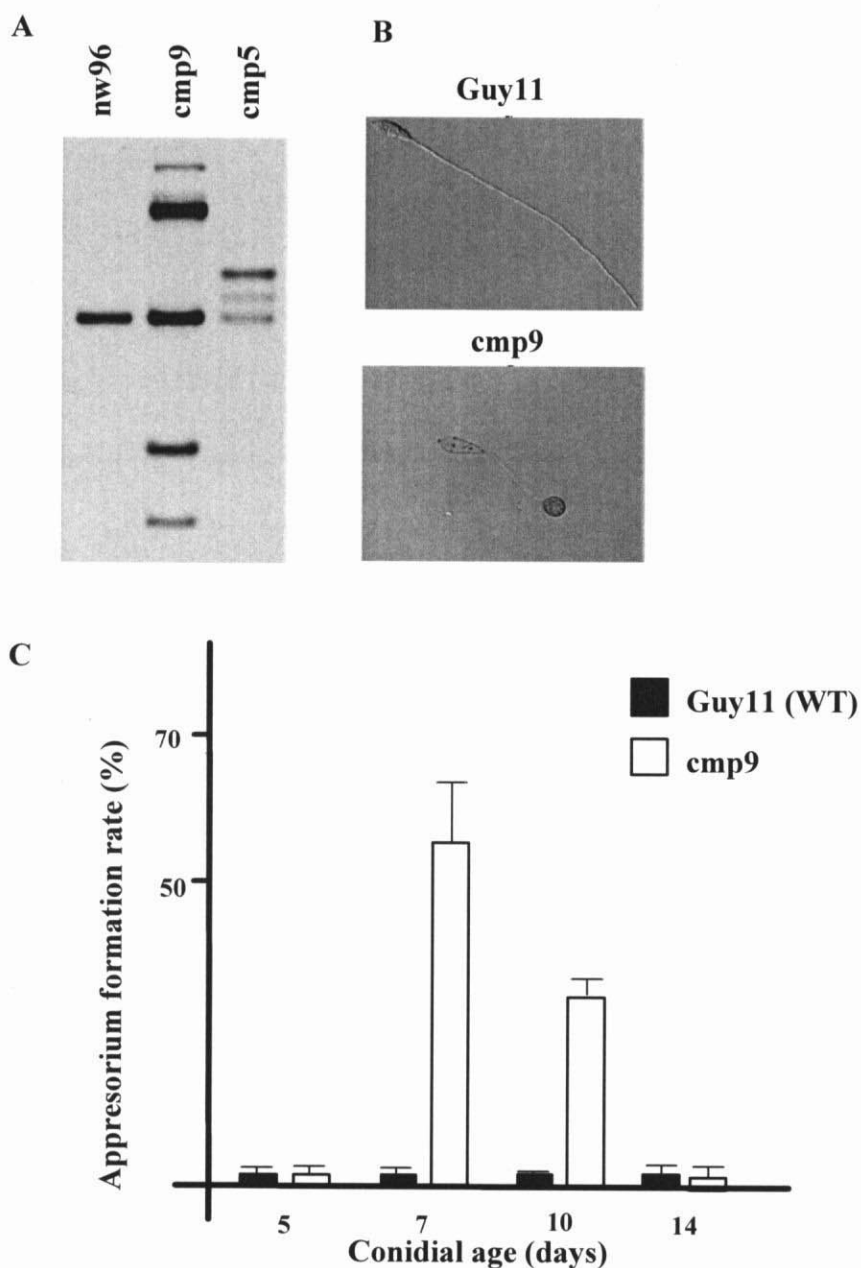 A
nw96
cmp9
cmp5
B
Guy11
cmp9
C
Appresorium formation rate (%)
70
50
Guy11 (WT)
cmp9
5
7
10
14
Conidial age (days)